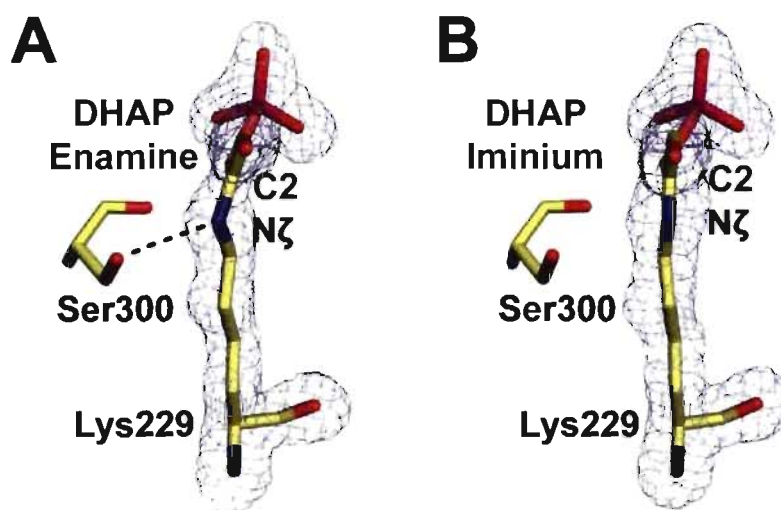 A
DHAP
Enamine
C2
Nζ
Ser300
Lys229
B
DHAP
Iminium
C2
Nζ
Ser300
Lys229